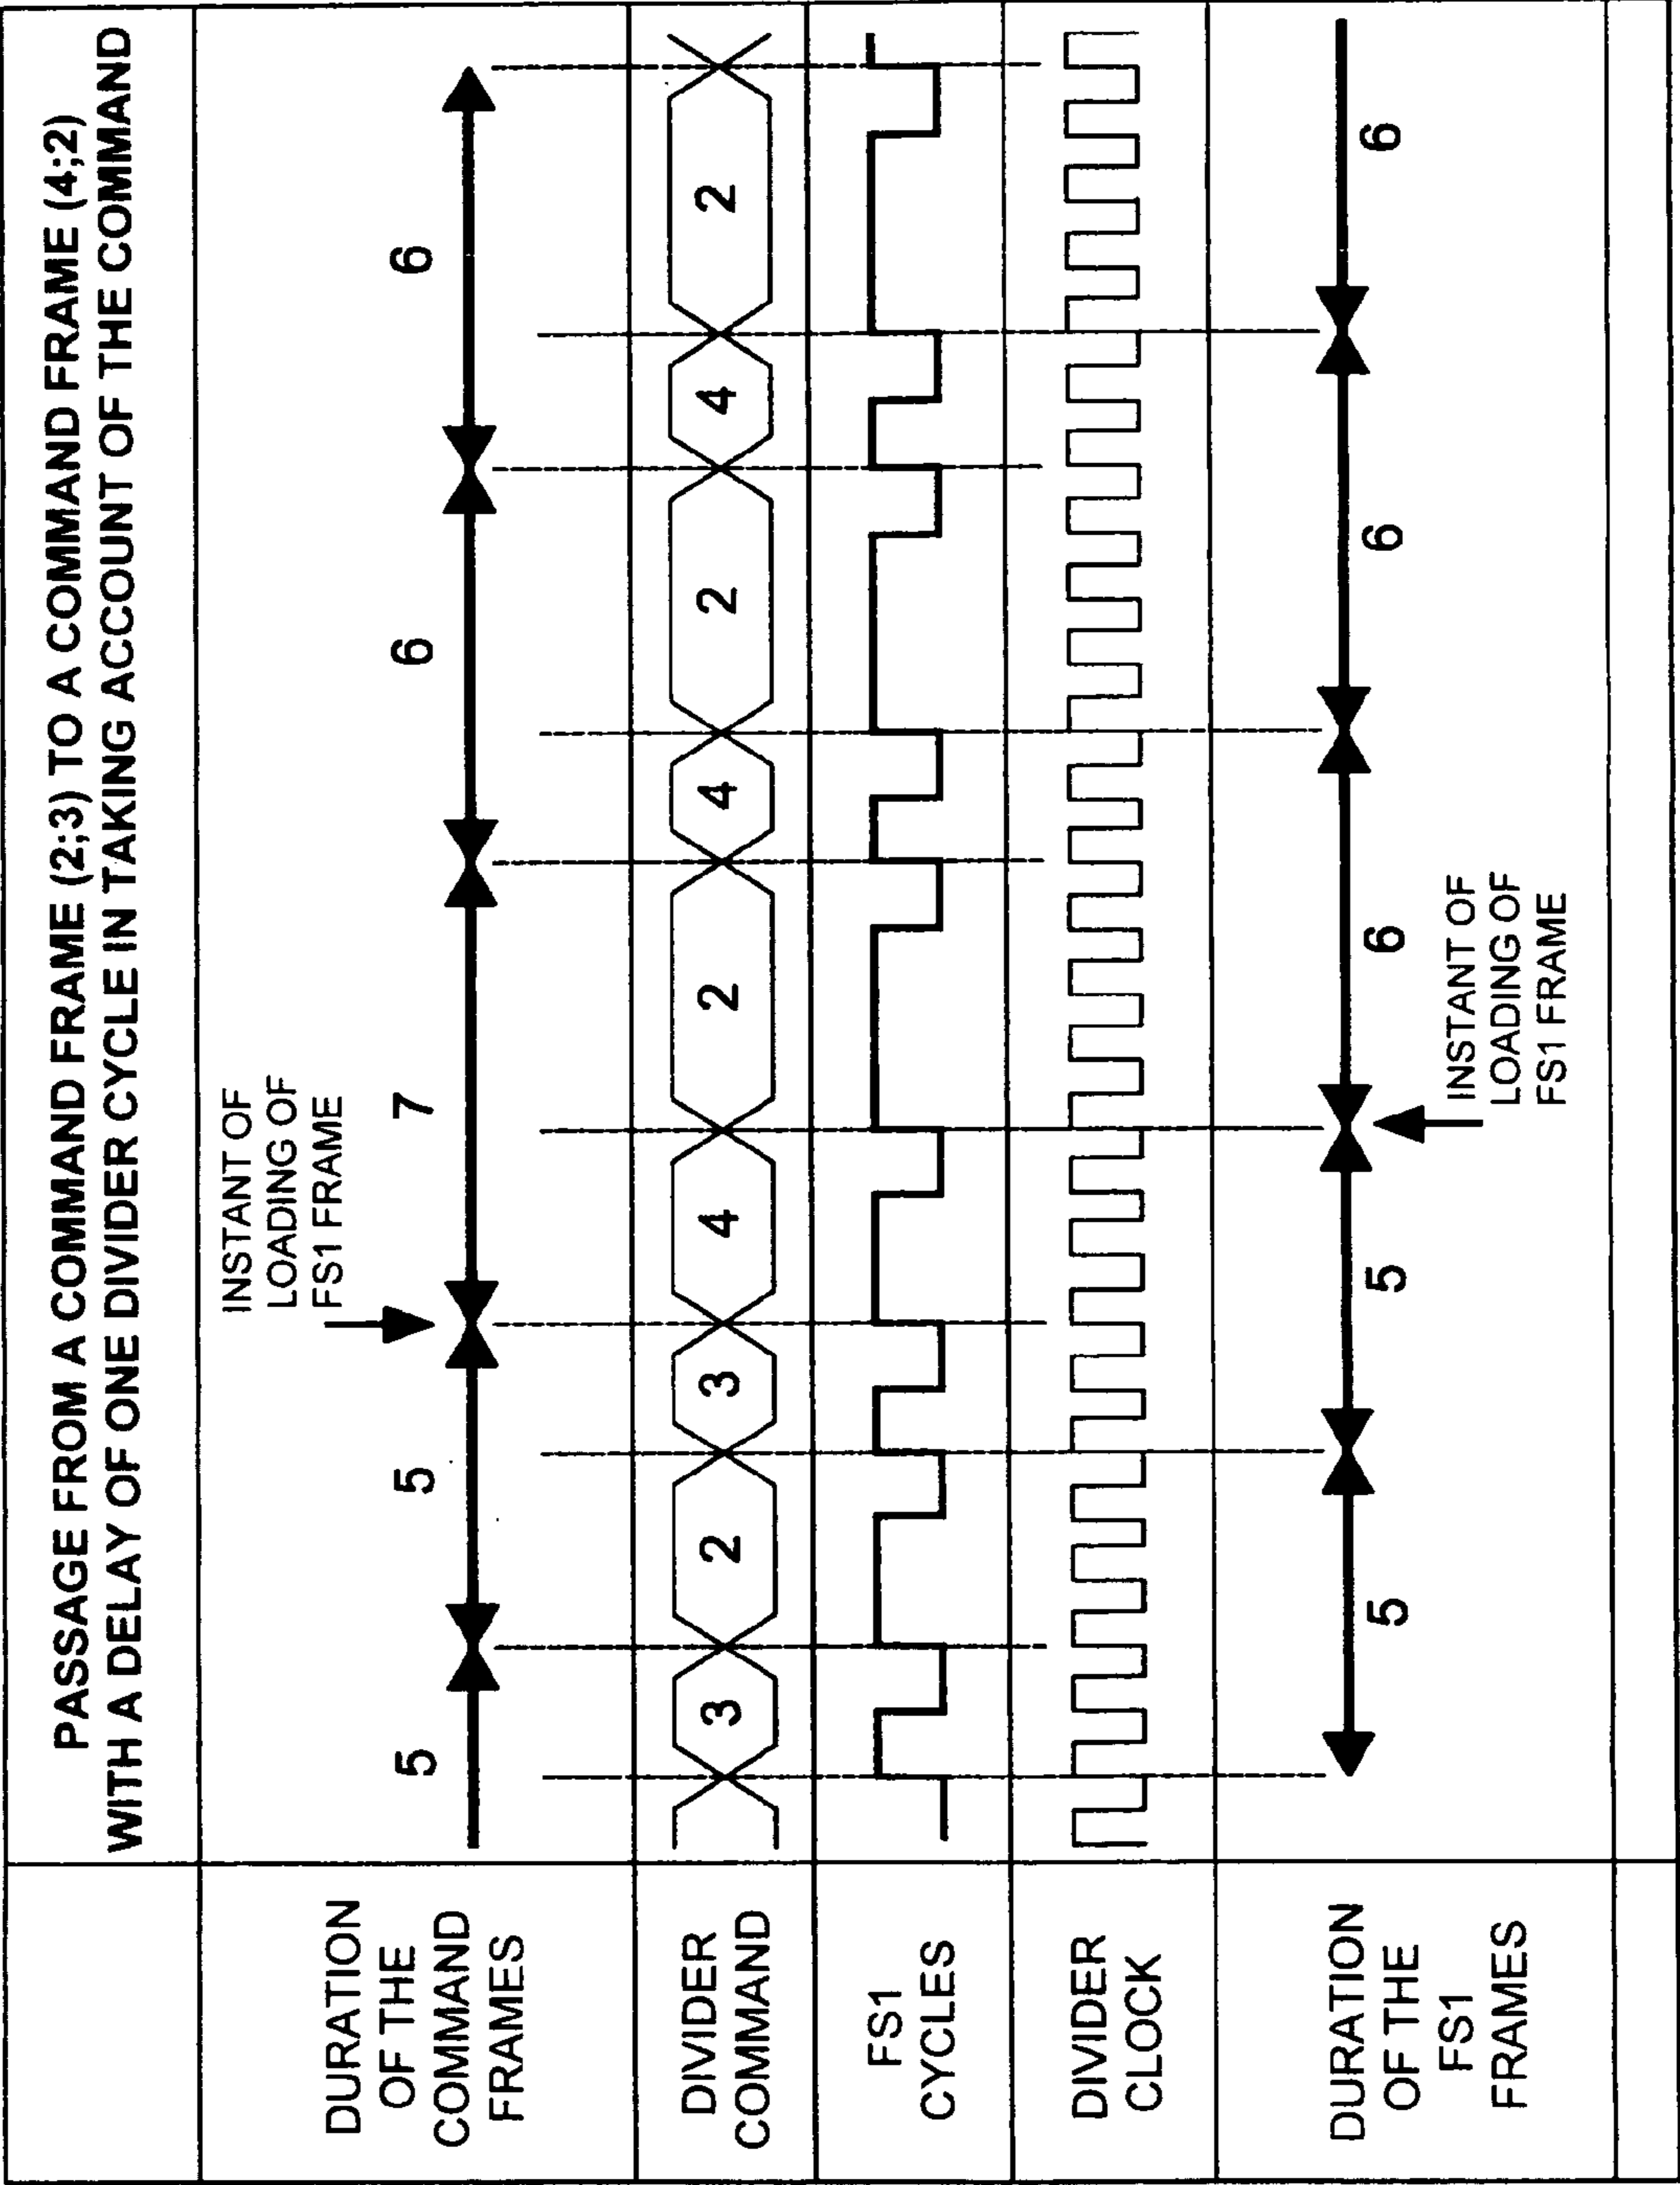 PASSAGE FROM A COMMAND FRAME (2;3) TO A COMMAND FRAME (4;2)
WITH A DELAY OF ONE DIVIDER CYCLE IN TAKING ACCOUNT OF THE COMMAND
DURATION
OF THE
COMMAND
FRAMES
INSTANT OF
LOADING OF
FS1 FRAME
5 5 7 6 6
DIVIDER
COMMAND
3 2 3 4 2 4 2 4 2
FS1
CYCLES
DIVIDER
CLOCK
DURATION
OF THE
FS1
FRAMES
5 5 6 6 6
INSTANT OF
LOADING OF
FS1 FRAME